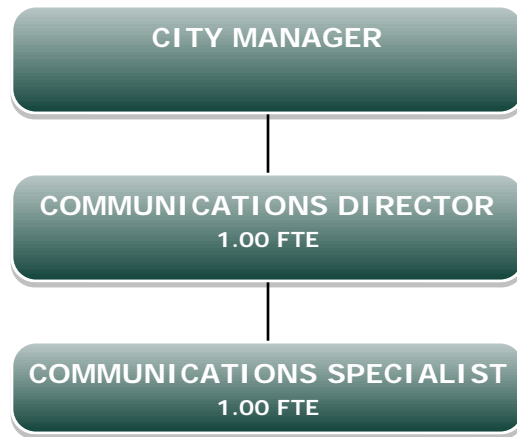 CITY MANAGER
COMMUNICATIONS DIRECTOR
1.00 FTE
COMMUNICATIONS SPECIALIST
1.00 FTE